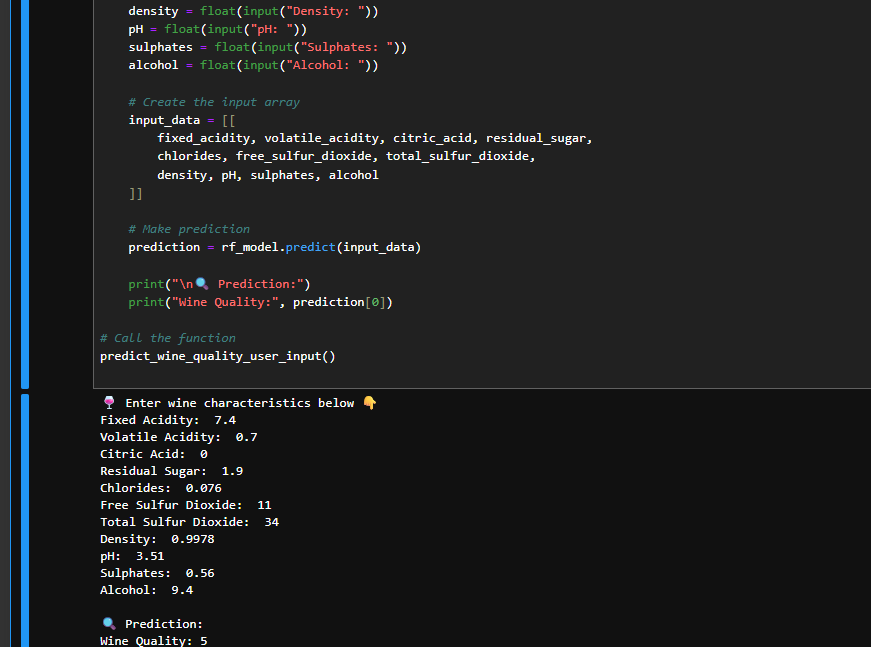 density = float(input("Density: "))
pH = float(input("pH: "))
sulphates = float(input("Sulphates: "))
alcohol = float(input("Alcohol: "))
# Create the input array
input_data = [[
fixed_acidity, volatile_acidity, citric_acid, residual_sugar,
chlorides, free_sulfur_dioxide, total_sulfur_dioxide,
density, pH, sulphates, alcohol
]]
# Make prediction
prediction = rf_model.predict(input_data)
print("\n🔍 Prediction:")
print("Wine Quality:", prediction[0])
# Call the function
predict_wine_quality_user_input()
🍷 Enter wine characteristics below 👇
Fixed Acidity:  7.4
Volatile Acidity:  0.7
Citric Acid:  0
Residual Sugar:  1.9
Chlorides:  0.076
Free Sulfur Dioxide:  11
Total Sulfur Dioxide:  34
Density:  0.9978
pH:  3.51
Sulphates:  0.56
Alcohol:  9.4
🔍 Prediction:
Wine Quality: 5